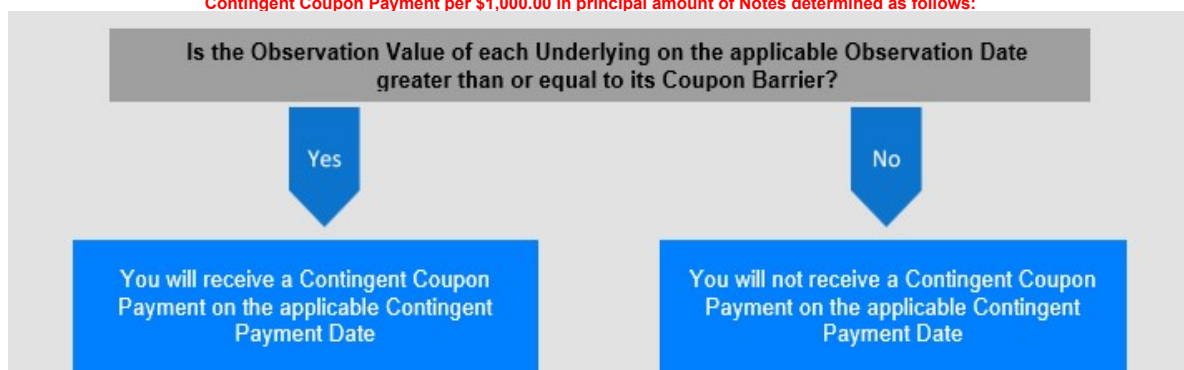 Contingent Coupon Payment per $1,000.00 in principal amount of Notes determined as follows:
Is the Observation Value of each Underlying on the applicable Observation Date
greater than or equal to its Coupon Barrier?
Yes
No
You will receive a Contingent Coupon
Payment on the applicable Contingent
Payment Date
You will not receive a Contingent Coupon
Payment on the applicable Contingent
Payment Date